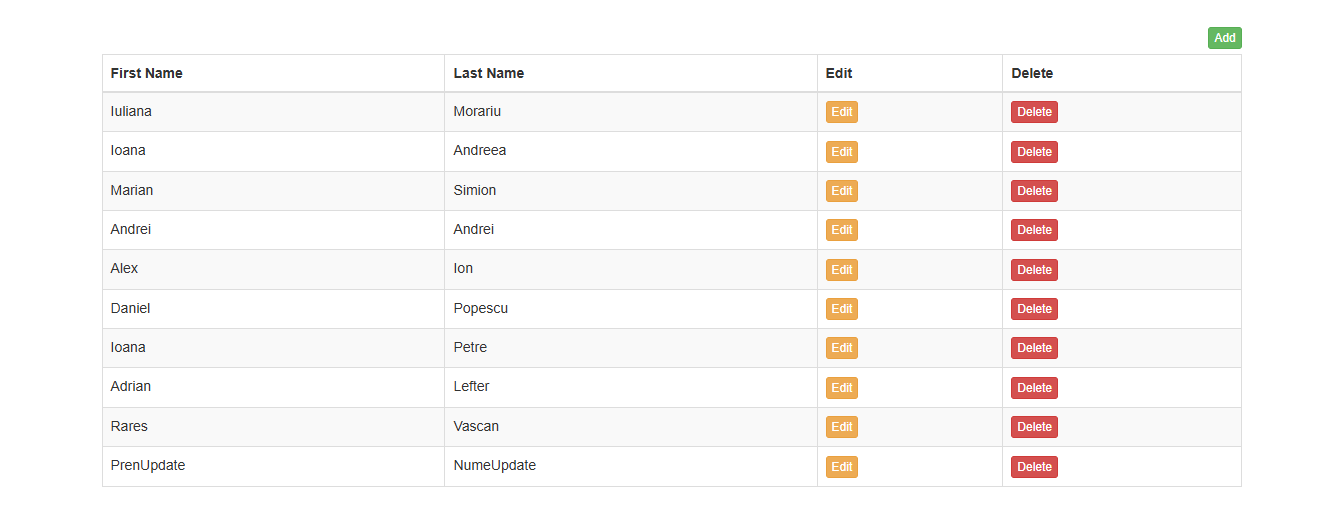 Add
First Name Last Name Edit Delete
Iuliana Morariu Edit Delete
Ioana Andreea Edit Delete
Marian Simion Edit Delete
Andrei Andrei Edit Delete
Alex Ion Edit Delete
Daniel Popescu Edit Delete
Ioana Petre Edit Delete
Adrian Lefter Edit Delete
Rares Vascan Edit Delete
PrenUpdate NumeUpdate Edit Delete